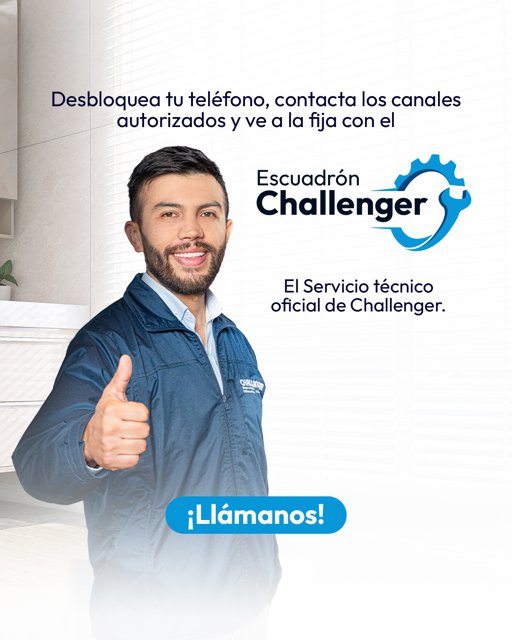 Desbloquea tu teléfono, contacta los canales
autorizados y ve a la fija con el
Escuadrón
Challenger
El Servicio técnico
oficial de Challenger.
¡Llámanos!